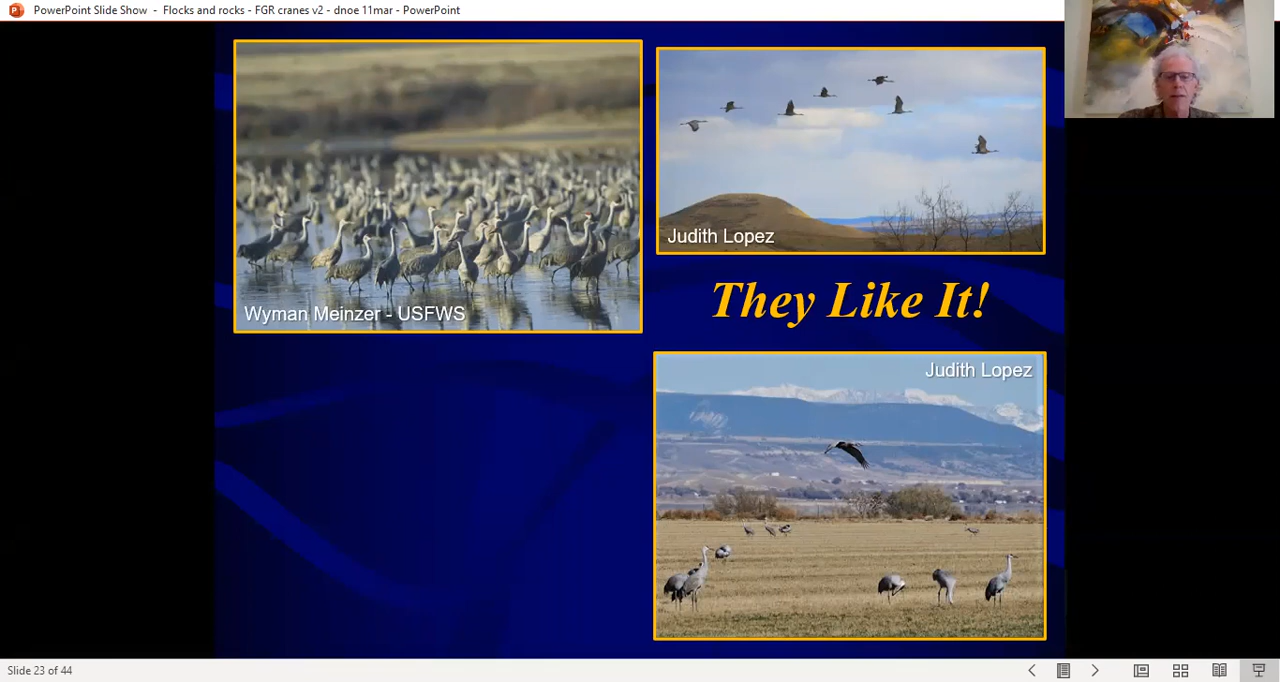 PowerPoint Slide Show - Flocks and rocks - FGR cranes v2 - dnoe 11mar - PowerPoint
Wyman Meinzer - USFWS
Judith Lopez
They Like It!
Judith Lopez
Slide 23 of 44